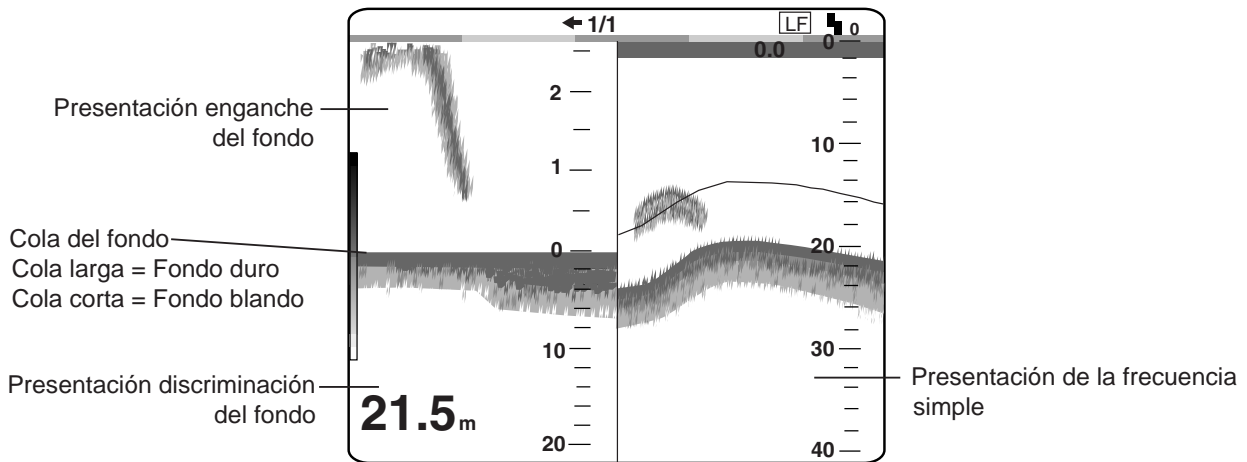 1/1
LF
0
Presentación enganche
del fondo
Cola del fondo
Cola larga = Fondo duro
Cola corta = Fondo blando
Presentación discriminación
del fondo
2
1
0
10
20
21.5 m
0
0.0
10
20
30
40
Presentación de la frecuencia
simple